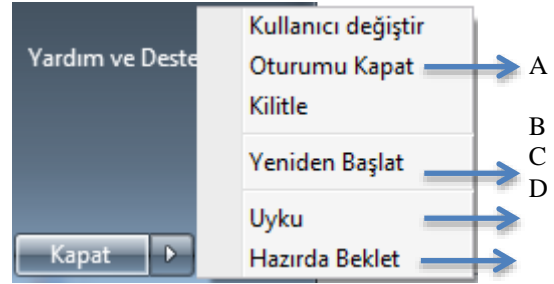 Kullanıcı değiştir
Yardım ve Deste
Oturumu Kapat
A
Kilitle
B
Yeniden Başlat
C
D
Uyku
Kapat
Hazırda Beklet